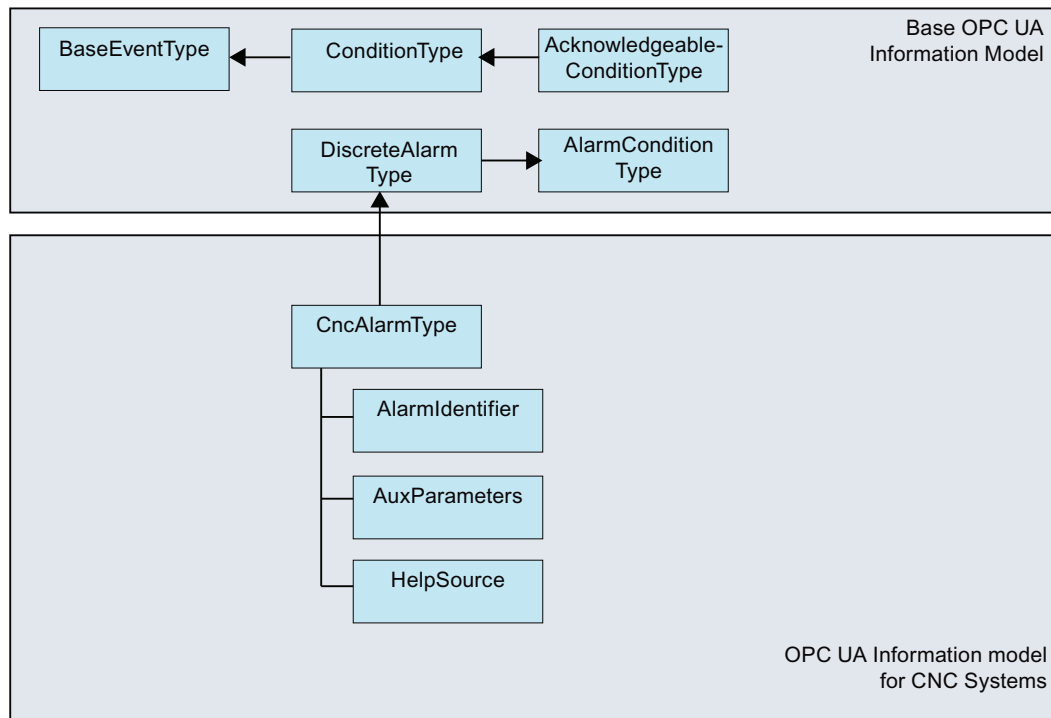 Base OPC UA
Information Model
BaseEventType
ConditionType
Acknowledgeable-
ConditionType
DiscreteAlarm
Type
AlarmCondition
Type
CncAlarmType
AlarmIdentifier
AuxParameters
HelpSource
OPC UA Information model
for CNC Systems